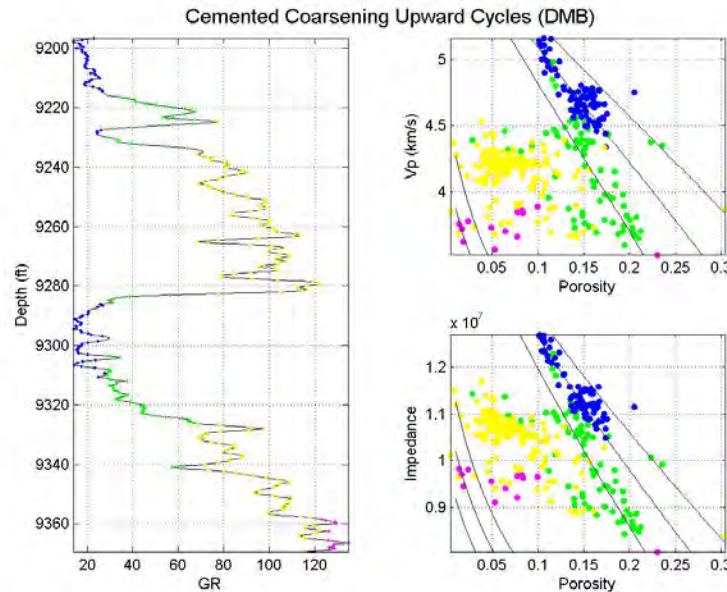 Cemented Coarsening Upward Cycles (DMB)
9200
9220
9240
9260
9280
9300
9320
9340
9360
Depth (ft)
20 40 60 80 100 120
GR
5
4.5
4
Vp (km/s)
0.05 0.1 0.15 0.2 0.25 0.3
Porosity
x 10^7
1.2
1.1
1
0.9
Impedance
0.05 0.1 0.15 0.2 0.25 0.3
Porosity